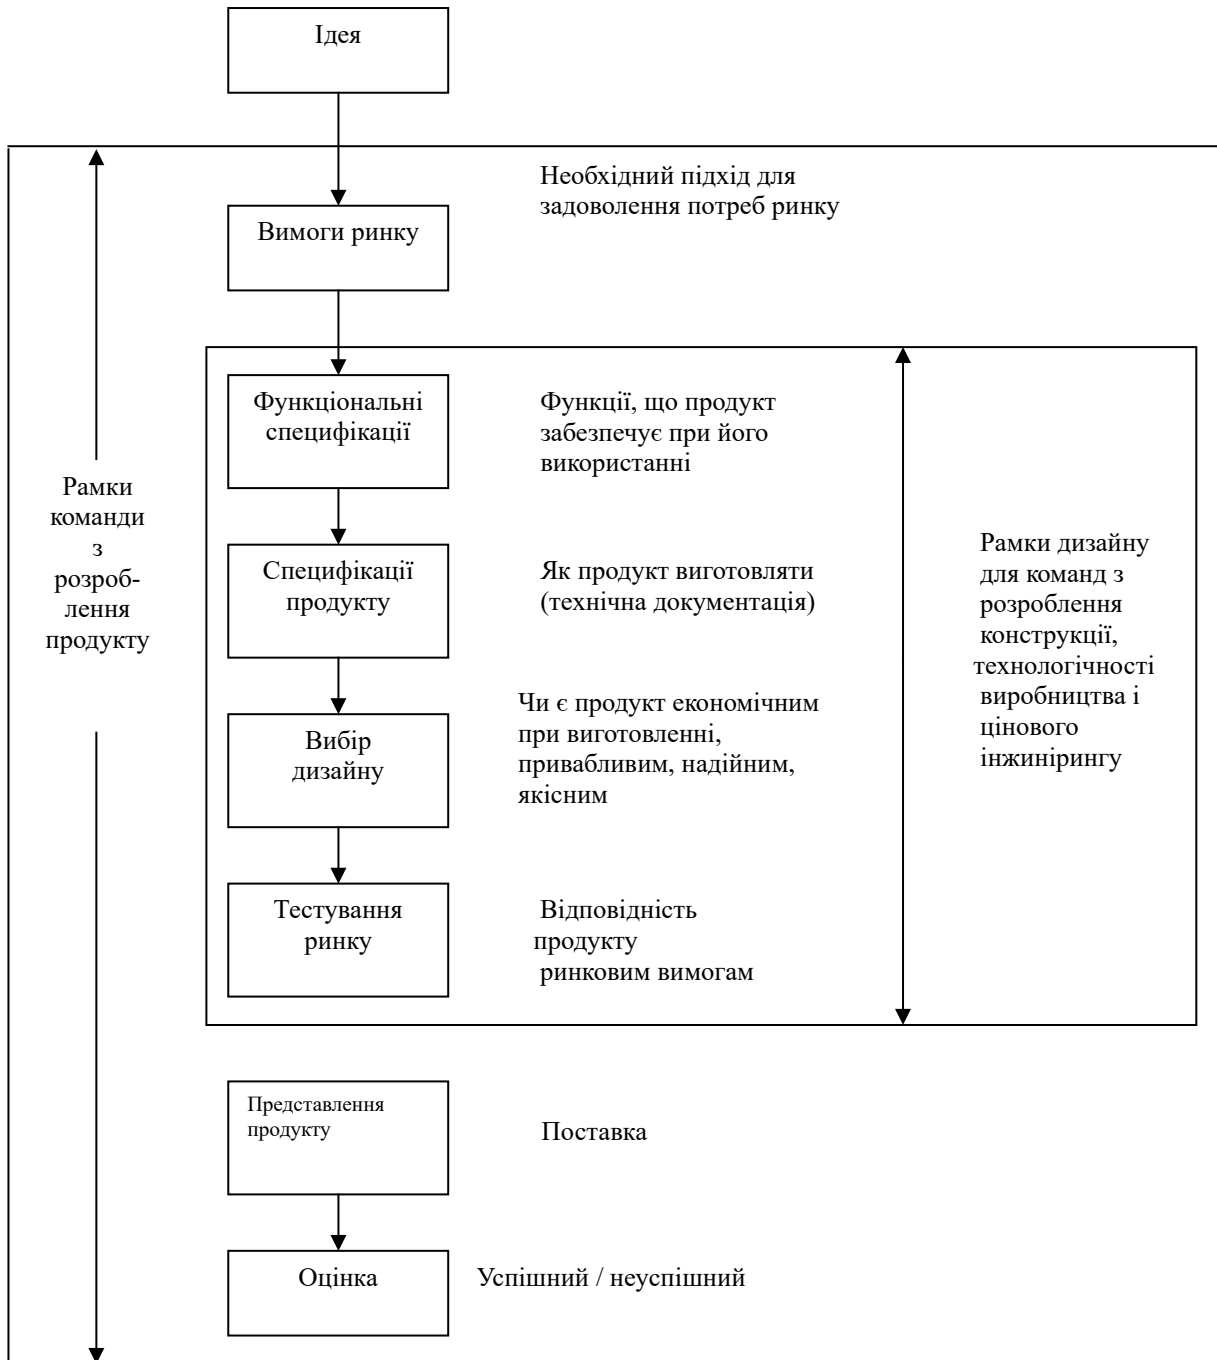 Ідея
Необхідний підхід для
задоволення потреб ринку
Вимоги ринку
Функціональні
специфікації
Функції, що продукт
забезпечує при його
використанні
Рамки
команди
з
розроб-
лення
продукту
Специфікації
продукту
Як продукт виготовляти
(технічна документація)
Рамки дизайну
для команд з
розроблення
конструкції,
технологічності
виробництва і
цінового
інжинірингу
Вибір
дизайну
Чи є продукт економічним
при виготовленні,
привабливим, надійним,
якісним
Тестування
ринку
Відповідність
продукту
ринковим вимогам
Представлення
продукту
Поставка
Оцінка
Успішний / неуспішний